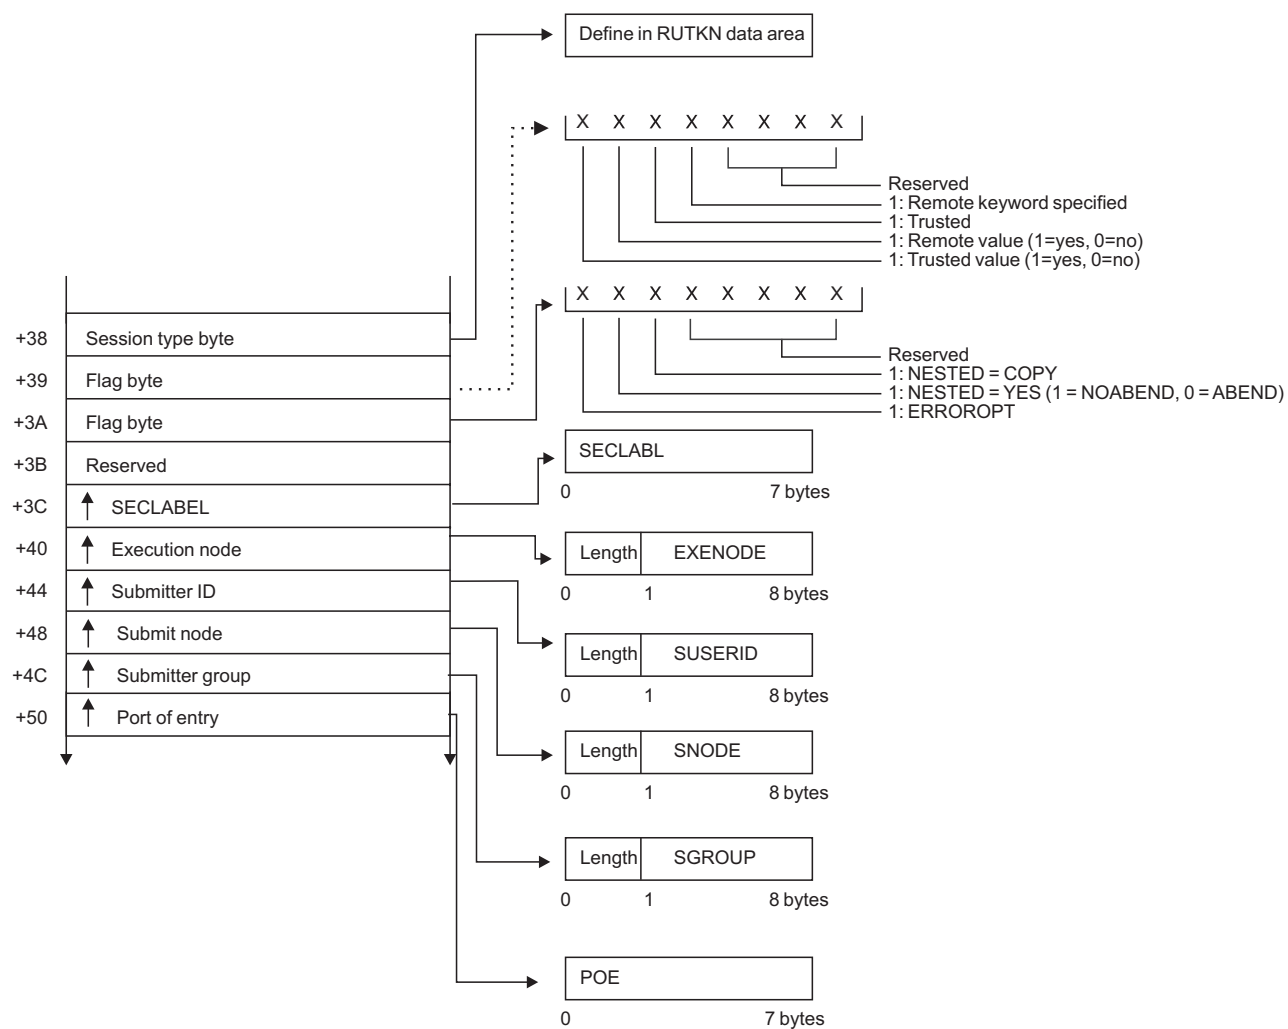 Define in RUTKN data area
X X X X X X X X
Reserved
1: Remote keyword specified
1: Trusted
1: Remote value (1=yes, 0=no)
1: Trusted value (1=yes, 0=no)
X X X X X X X X
+38 Session type byte
Reserved
+39 Flag byte
1: NESTED = COPY
1: NESTED = YES (1 = NOABEND, 0 = ABEND)
1: ERROROPT
+3A Flag byte
SECLABL
+3B Reserved
0 7 bytes
+3C SECLABEL
+40 Execution node
Length EXENODE
0 1 8 bytes
+44 Submitter ID
+48 Submit node
Length SUSERID
+4C Submitter group
0 1 8 bytes
+50 Port of entry
Length SNODE
0 1 8 bytes
Length SGROUP
0 1 8 bytes
POE
0 7 bytes